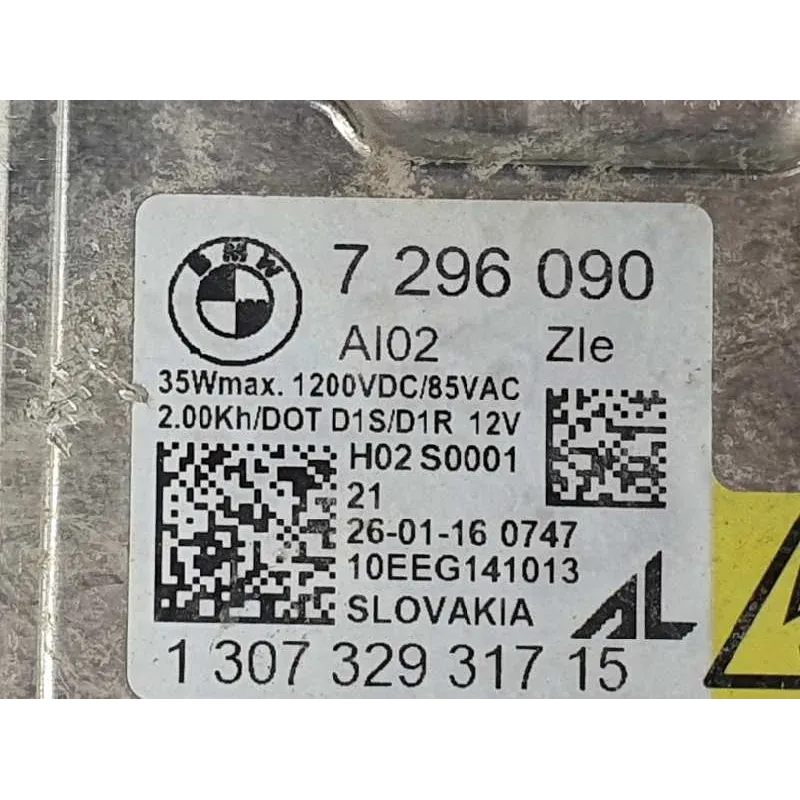 BMW
7 296 090
AI02 ZIe
35Wmax. 1200VDC/85VAC
2.00Kh/DOT D1S/D1R 12V
H02 S0001
21
26-01-16 0747
10EEG141013
SLOVAKIA AL
1 307 329 317 15